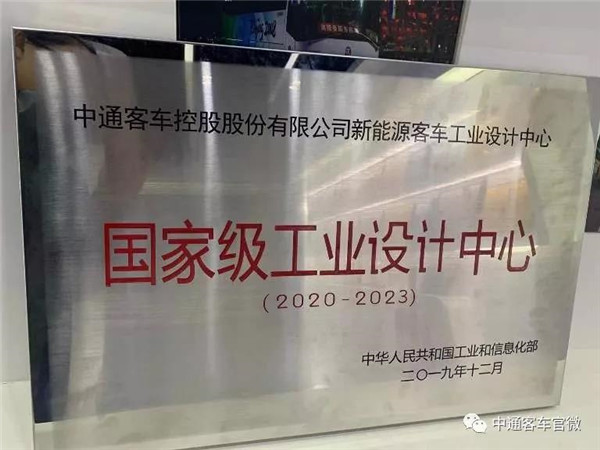 中通客车控股股份有限公司新能源客车工业设计中心
国家级工业设计中心
(2020-2023)
中华人民共和国工业和信息化部
二〇一九年十二月
中通客车官微